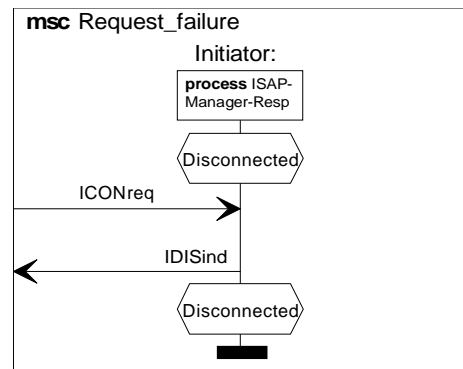 msc Request_failure
Initiator:
process ISAP-
Manager-Resp
Disconnected
ICONreq
IDISind
Disconnected